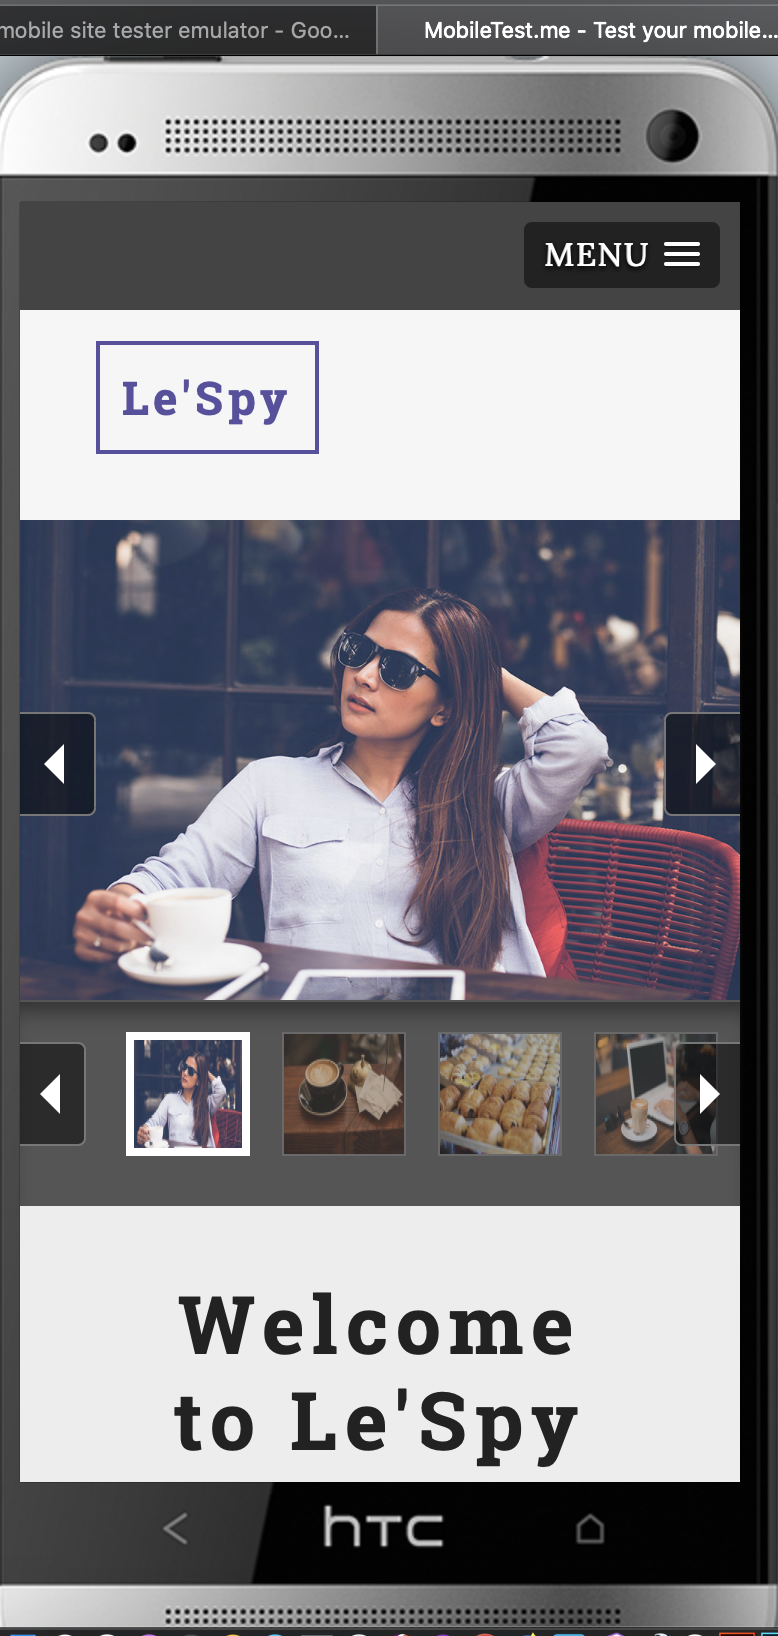 mobile site tester emulator - Goo...
MobileTest.me - Test your mobile...
MENU
Le'Spy
Welcome
to Le'Spy
hTC